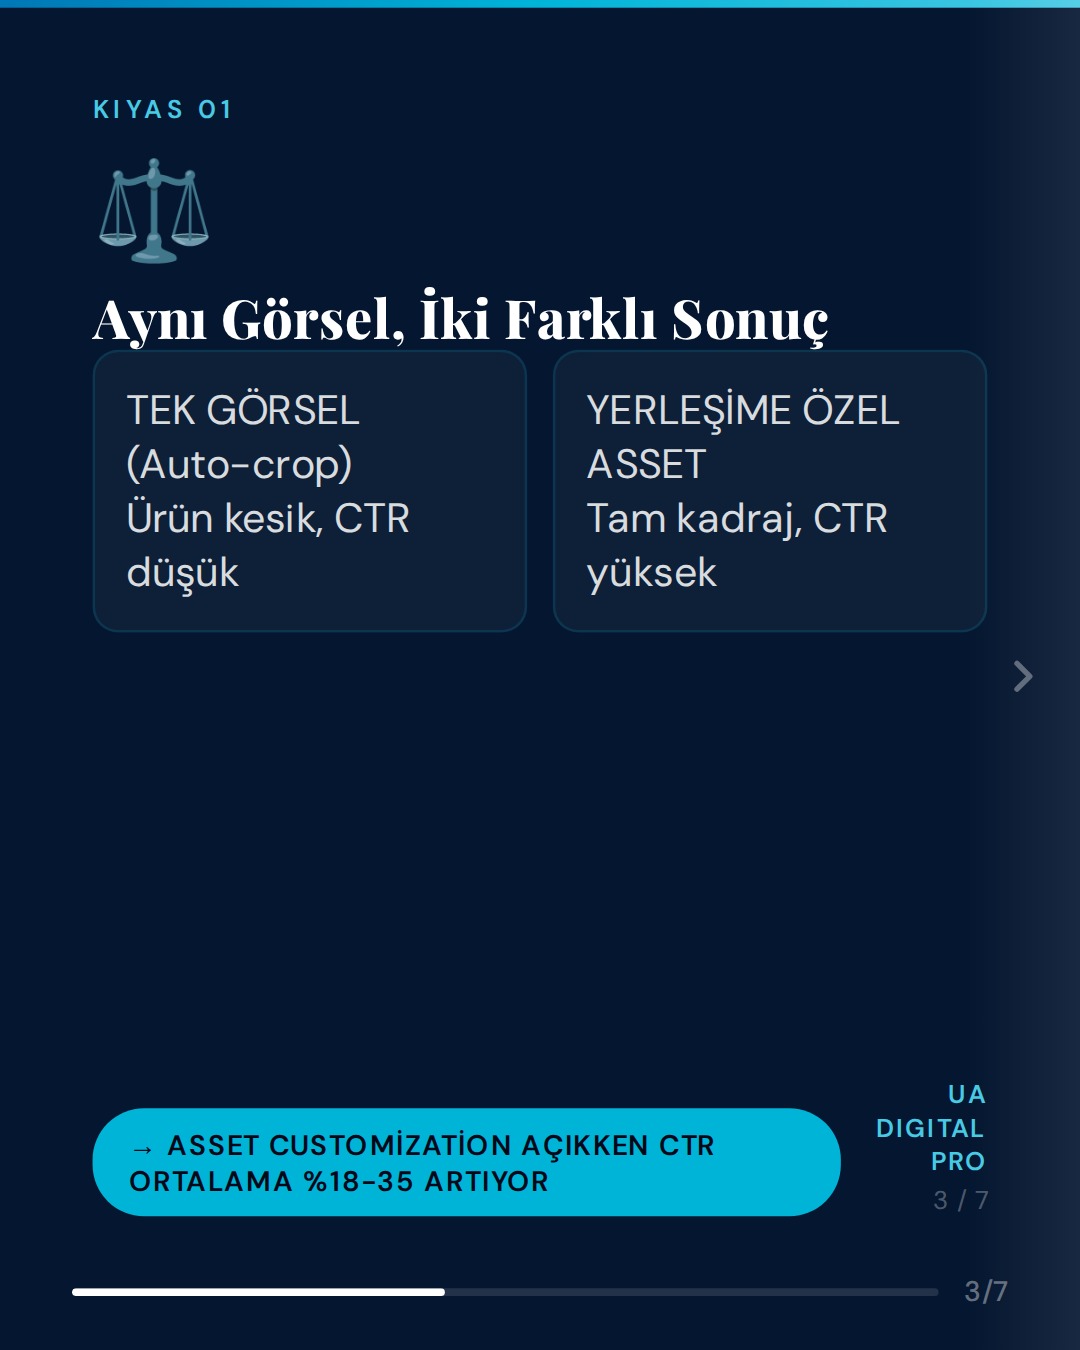 KIYAS 01
Aynı Görsel, İki Farklı Sonuç
TEK GÖRSEL
(Auto-crop)
Ürün kesik, CTR
düşük
YERLEŞİME ÖZEL
ASSET
Tam kadraj, CTR
yüksek
→ ASSET CUSTOMİZATİON AÇIKKEN CTR
ORTALAMA %18-35 ARTIYOR
UA
DIGITAL
PRO
3 / 7
3/7